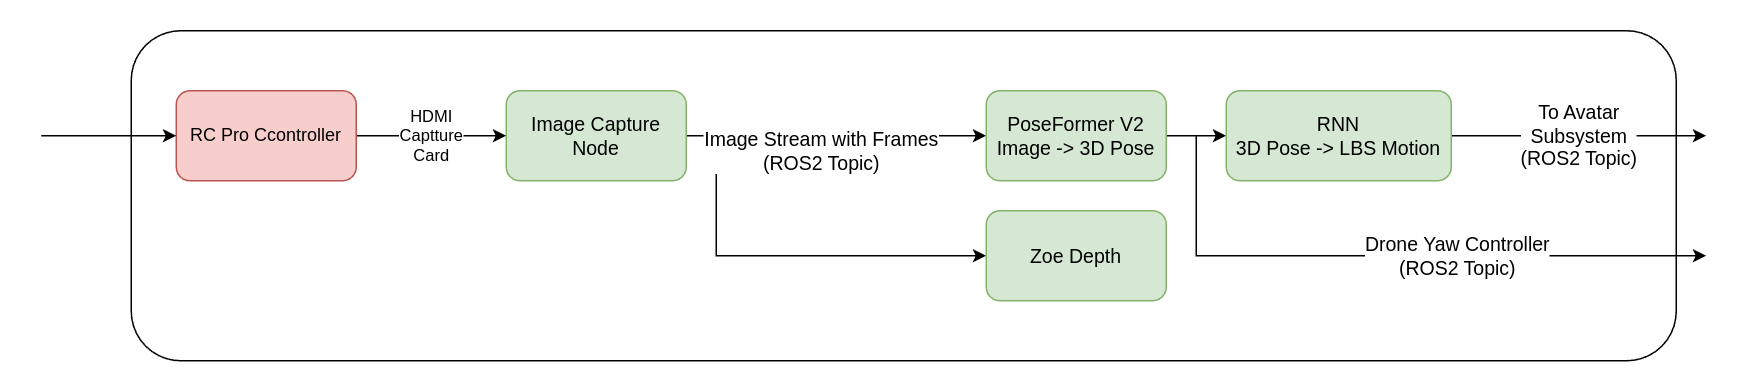 RC Pro Ccontroller
HDMI
Captture
Card
Image Capture
Node
Image Stream with Frames
(ROS2 Topic)
PoseFormer V2
Image -> 3D Pose
RNN
3D Pose -> LBS Motion
To Avatar
Subsystem
(ROS2 Topic)
Zoe Depth
Drone Yaw Controller
(ROS2 Topic)